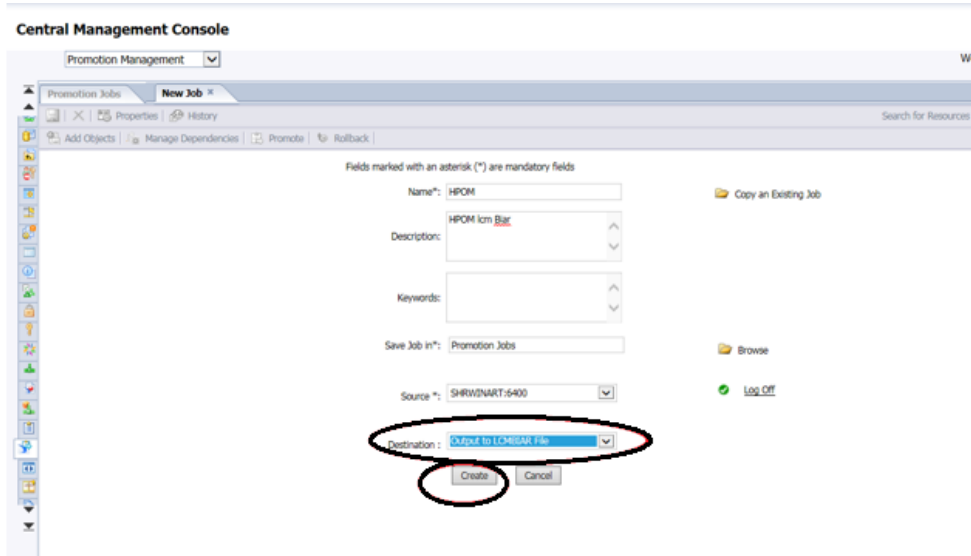 Central Management Console
Promotion Management
Promotion Jobs
New Job ×
Properties
History
Search for Resources
Add Objects
Manage Dependencies
Promote
Rollback
Fields marked with an asterisk (*) are mandatory fields
Name*: HPOM
Copy an Existing Job
Description: HPOM lcm Biar
Keywords:
Save Job in*: Promotion Jobs
Browse
Source *: SHRWINART:6400
Log Off
Destination : Output to LCMBIAR File
Create
Cancel